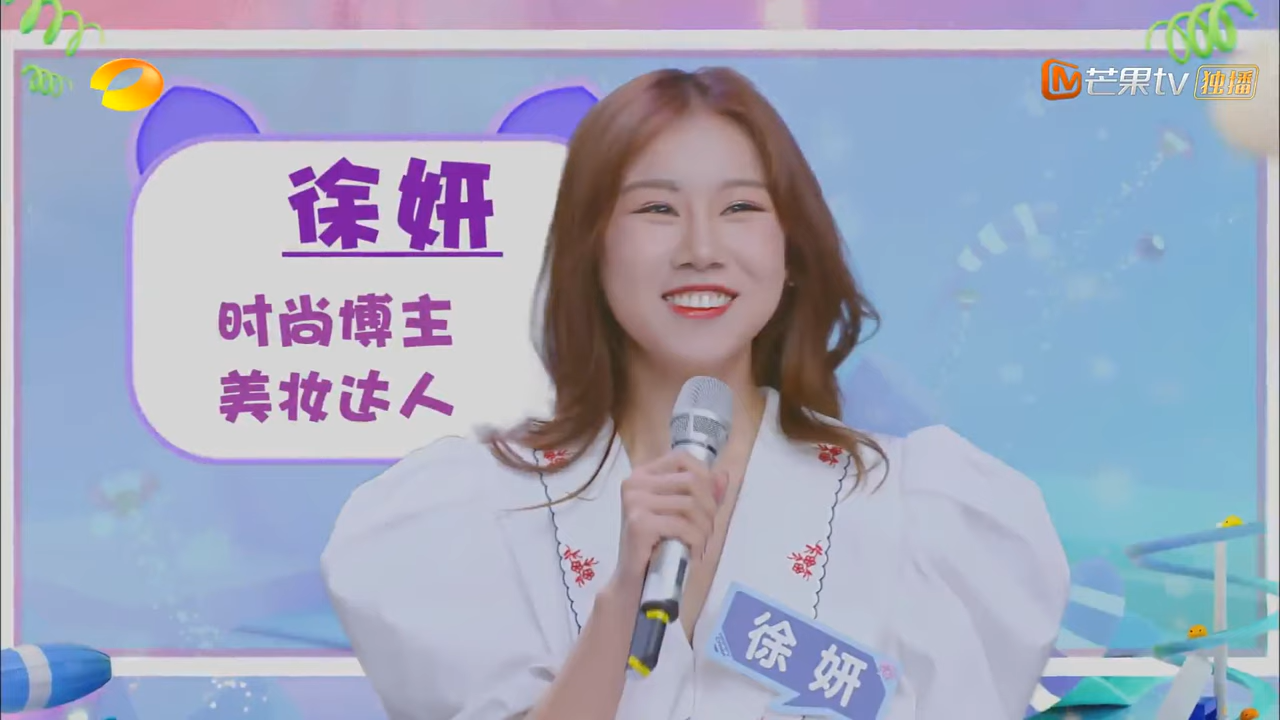 芒果tv 独播
徐妍
时尚博主
美妆达人
徐妍